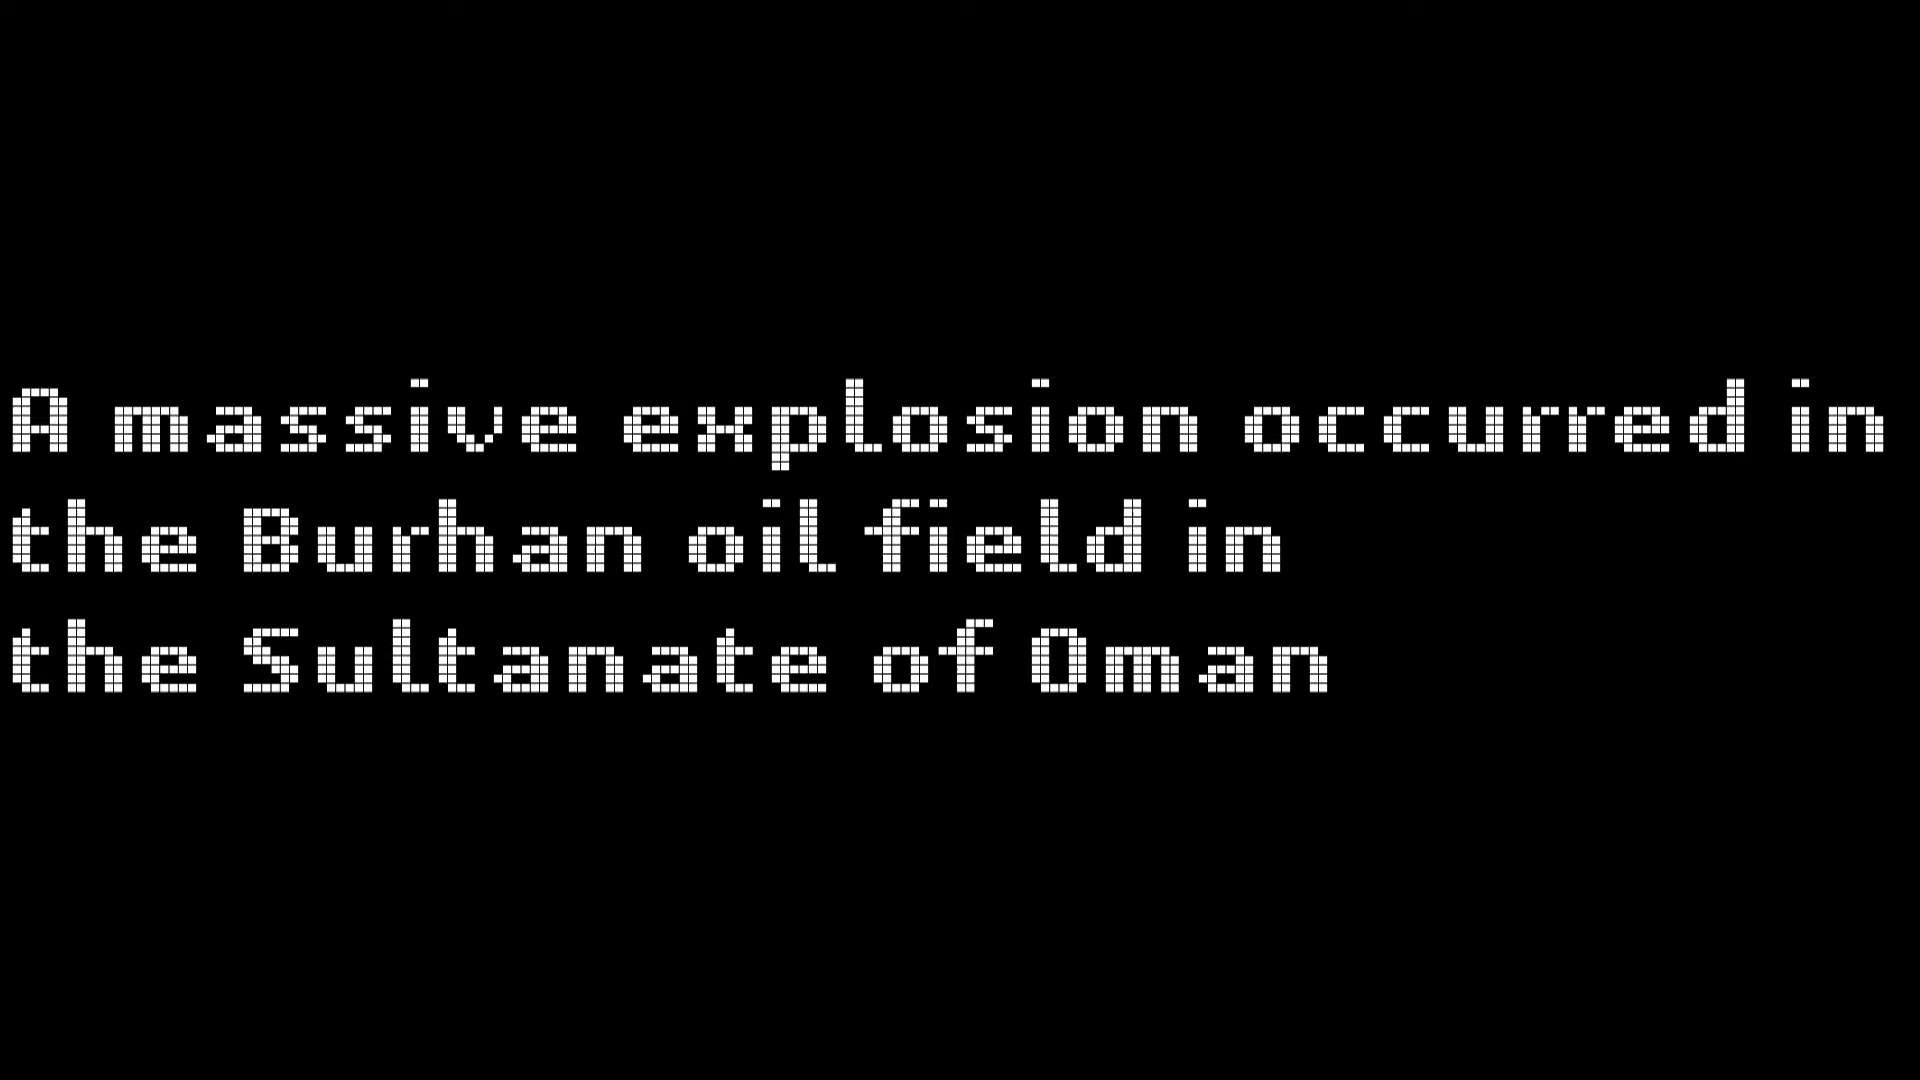 A massive explosion occurred in
the Burhan oil field in
the Sultanate of Oman